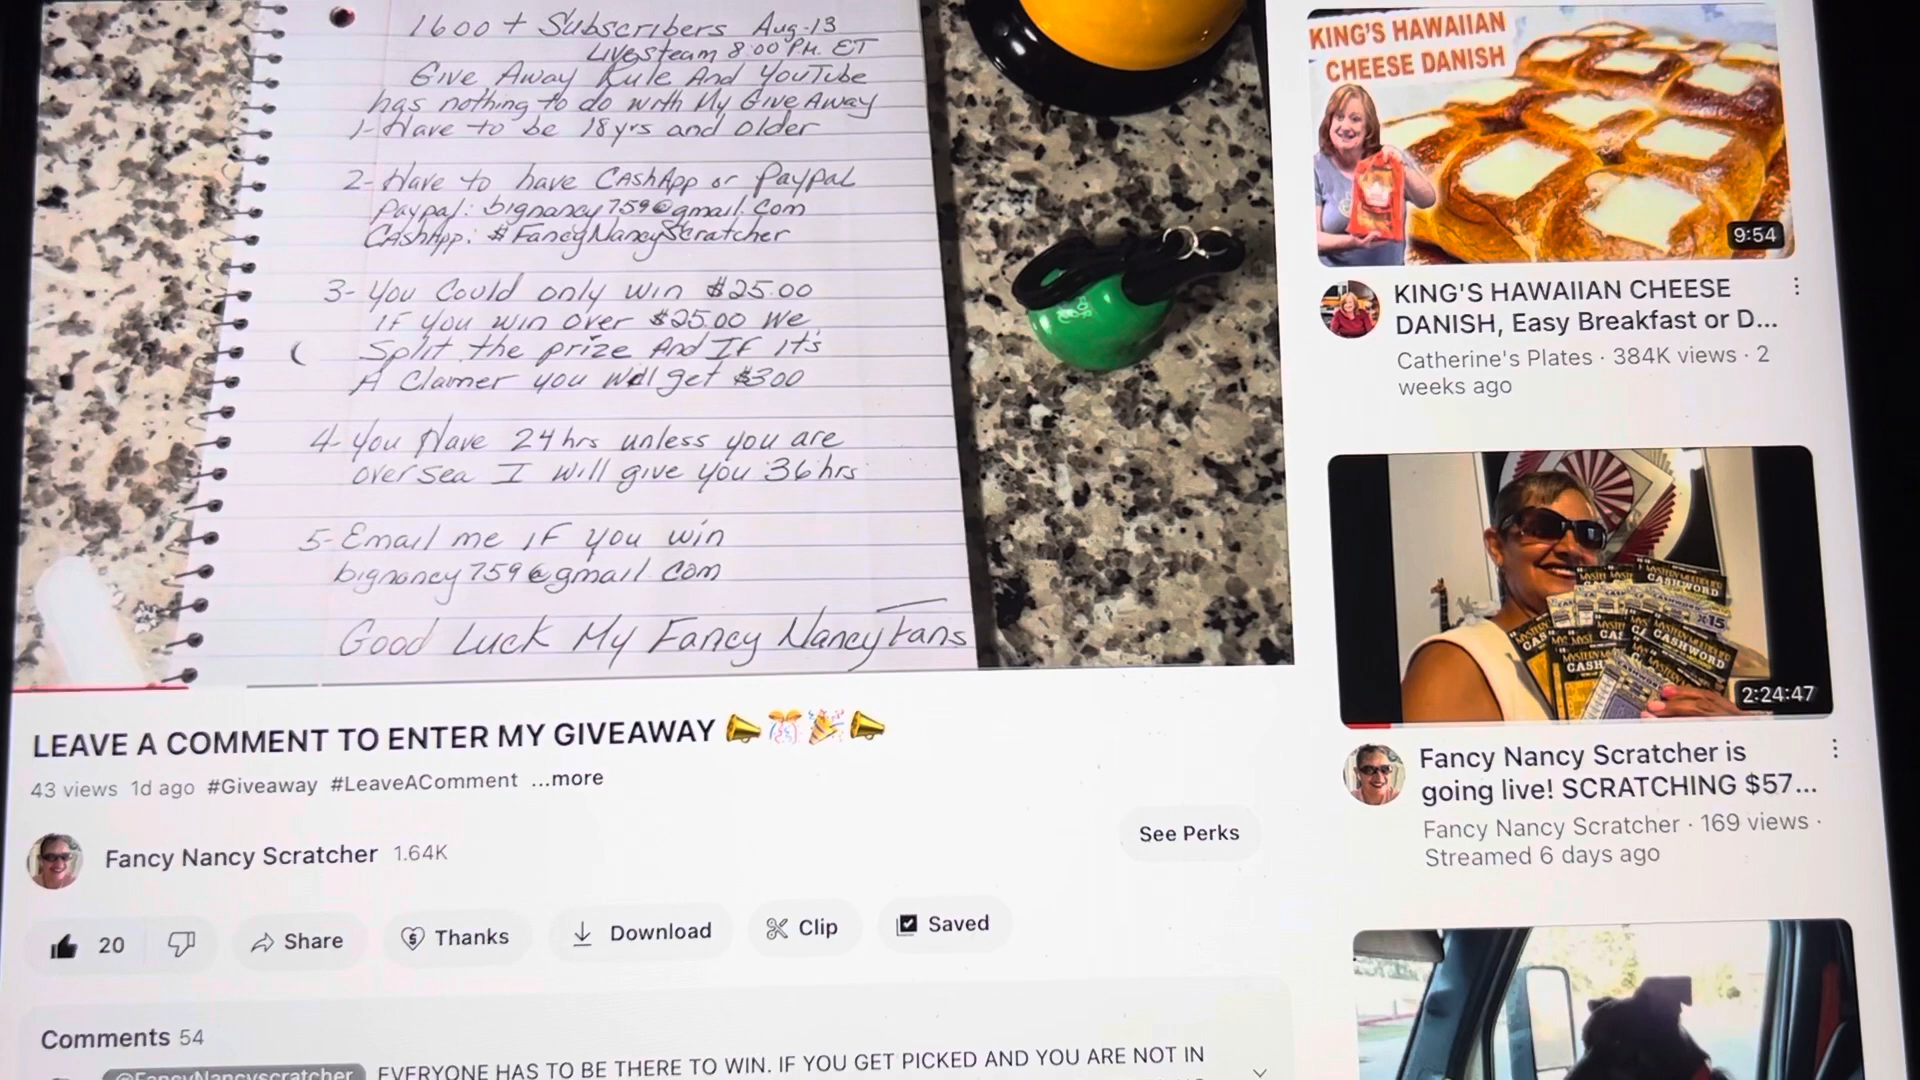 1600 + Subscribers Aug-13
Livesteam 8:00 P.M. ET
Give Away Rule And YouTube
has nothing to do with My Give Away
1- Have to be 18yrs and older
2- Have to have CashApp or Paypal
Paypal: bignancy759@gmail.com
CashApp: #FancyNancyScratcher
3- You Could only win $25.00
IF you win over $25.00 We
Split the prize And IF It's
A Clamer you will get $300
4- You Have 24hrs unless you are
over sea I will give you 36hrs
5- Email me IF you win
bignancy759@gmail.com
Good Luck My Fancy Nancy Fans
LEAVE A COMMENT TO ENTER MY GIVEAWAY
43 views 1d ago #Giveaway #LeaveAComment ...more
Fancy Nancy Scratcher 1.64K
See Perks
20
Share
Thanks
Download
Clip
Saved
Comments 54
@FancyNancyscratcher EVERYONE HAS TO BE THERE TO WIN. IF YOU GET PICKED AND YOU ARE NOT IN
KING'S HAWAIIAN
CHEESE DANISH
9:54
KING'S HAWAIIAN CHEESE
DANISH, Easy Breakfast or D...
Catherine's Plates · 384K views · 2
weeks ago
MYSTERY MULTIPLIER
CASHWORD
X15
CASHWORD
2:24:47
Fancy Nancy Scratcher is
going live! SCRATCHING $57...
Fancy Nancy Scratcher · 169 views ·
Streamed 6 days ago